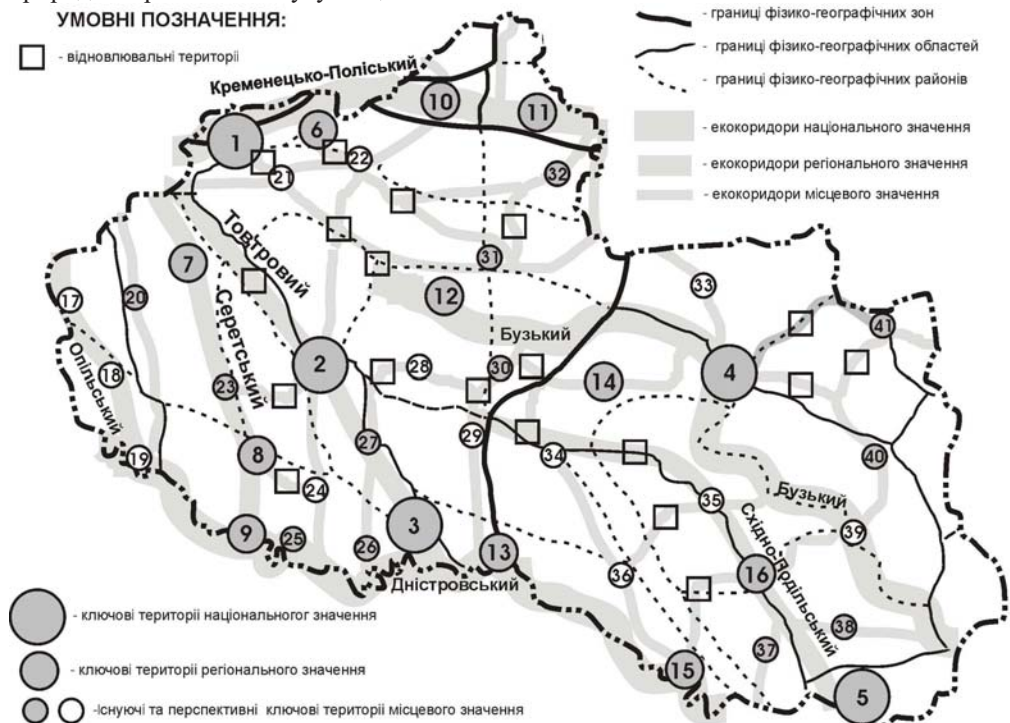 УМОВНІ ПОЗНАЧЕННЯ:
- відновлювальні території
- границі фізико-географічних зон
- границі фізико-географічних областей
- границі фізико-географічних районів
екокоридори національного значення
екокоридори регіонального значення
- екокоридори місцевого значення
Кременецько-Поліський
10
11
1
6
22
21
32
Товтровий
7
31
33
17
20
Серетський
12
Бузький
41
Опільський
18
2
28
30
14
4
23
27
29
34
40
19
8
24
35
Бузький
39
9
25
26
3
13
Дністровський
36
16
Східно-Подільський
38
37
15
5
- ключові території національногог значення
- ключові території регіонального значення
-Існуючі та перспективні ключові території місцевого значення